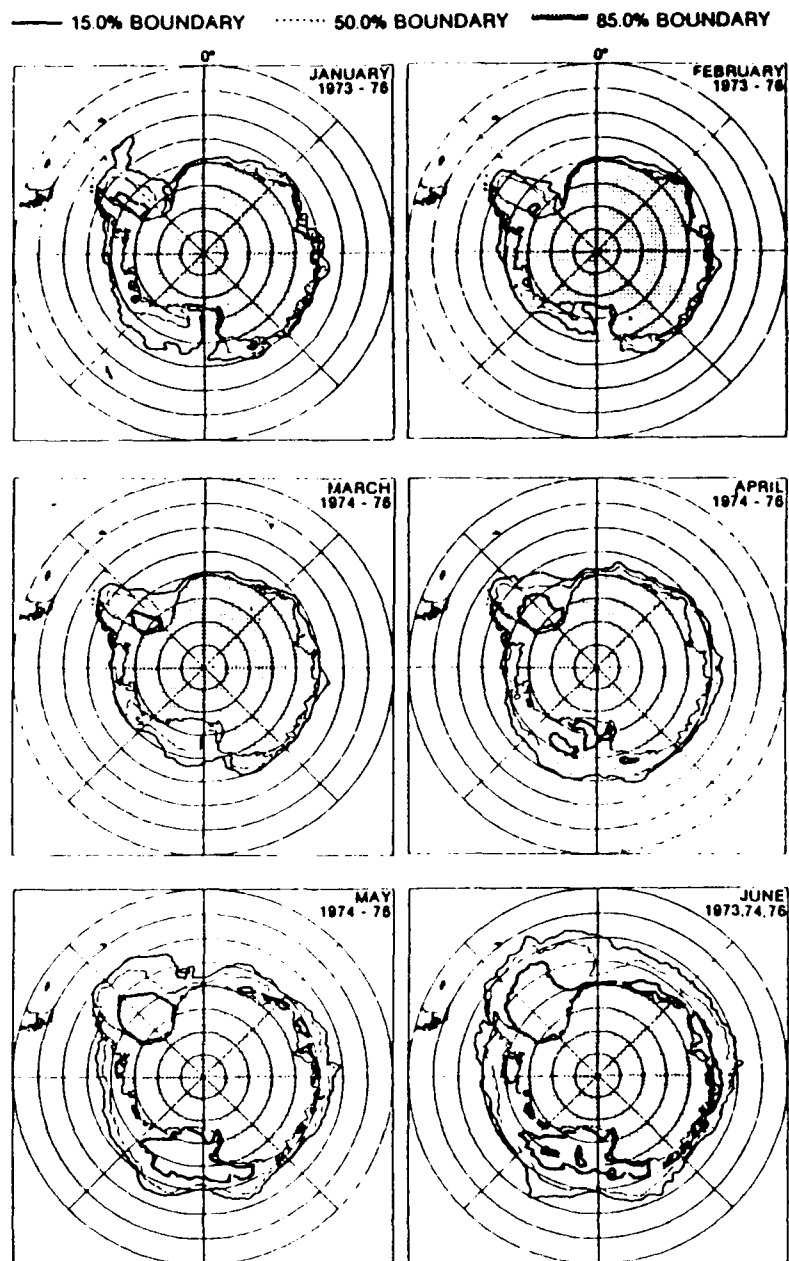 15.0% BOUNDARY 50.0% BOUNDARY 85.0% BOUNDARY
0°
JANUARY
1973 - 76
0°
FEBRUARY
1973 - 76
MARCH
1974 - 76
APRIL
1974 - 76
MAY
1974 - 76
JUNE
1973,74,76